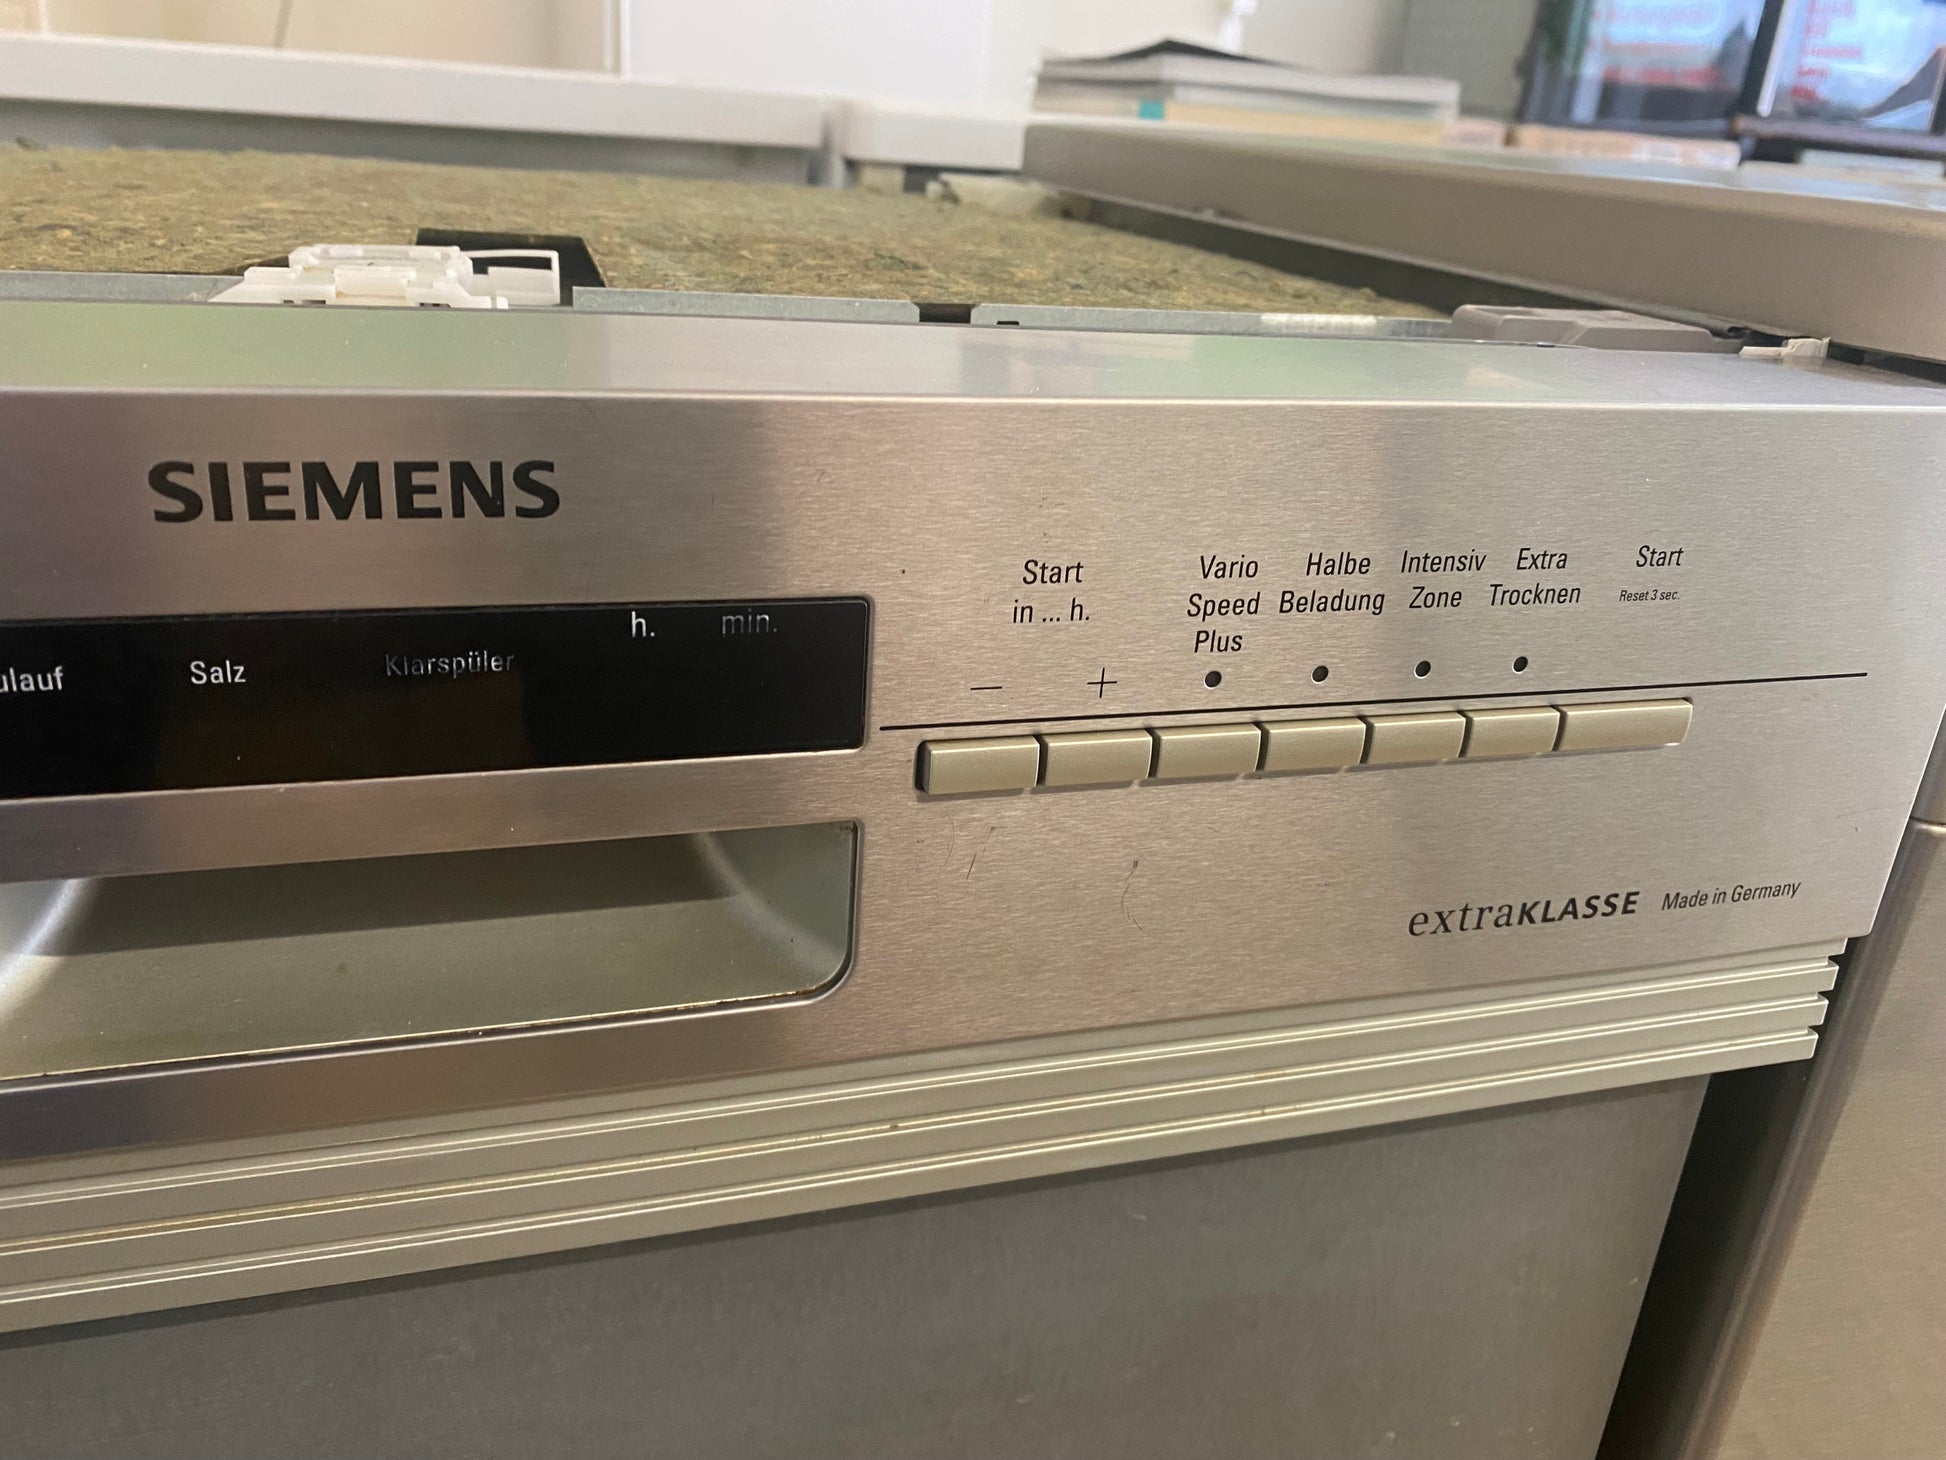 SIEMENS
h. min.
Salz Klarspüler
Start
in ... h.
- +
Vario
Speed
Plus
Halbe
Beladung
Intensiv
Zone
Extra
Trocknen
Start
Reset 3 sec.
extraKLASSE Made in Germany